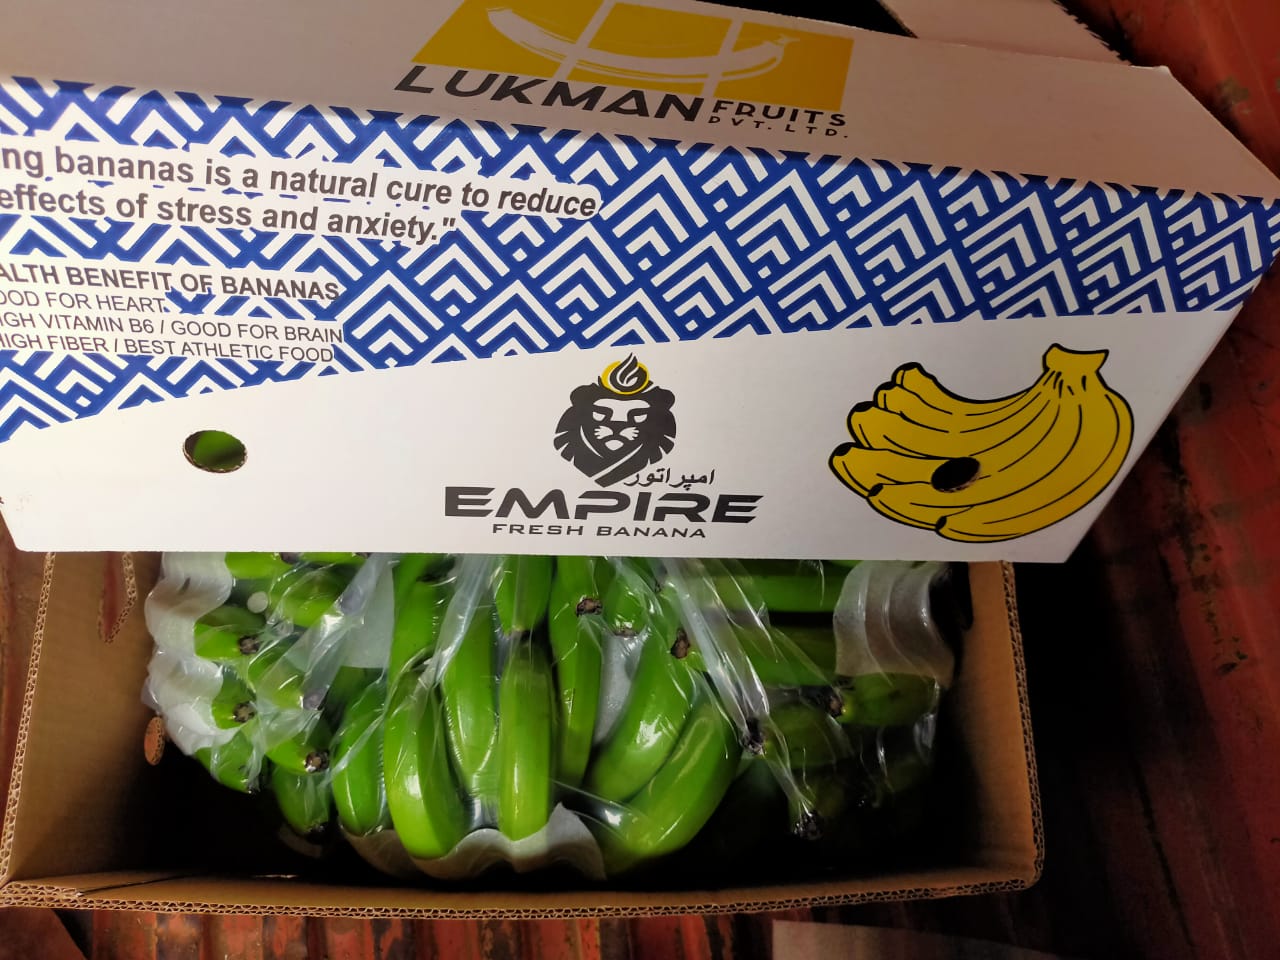 LUKMAN FRUITS
PVT. LTD.
ng bananas is a natural cure to reduce
effects of stress and anxiety."
ALTH BENEFIT OF BANANAS
OOD FOR HEART
IGH VITAMIN B6 / GOOD FOR BRAIN
HIGH FIBER / BEST ATHLETIC FOOD
امپراتور
EMPIRE
FRESH BANANA